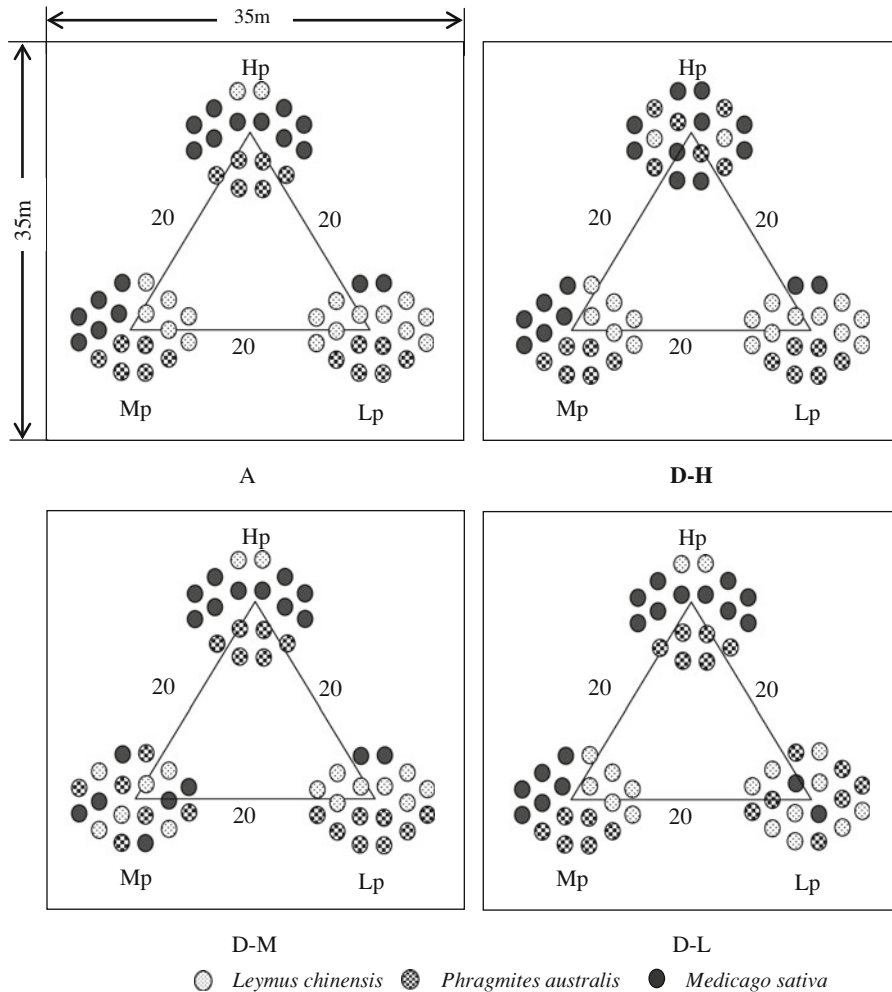 35m
35m
Hp
20
20
20
Mp
Lp
A
Hp
20
20
20
Mp
Lp
D-H
Hp
20
20
20
Mp
Lp
D-M
Hp
20
20
20
Mp
Lp
D-L
Leymus chinensis
Phragmites australis
Medicago sativa